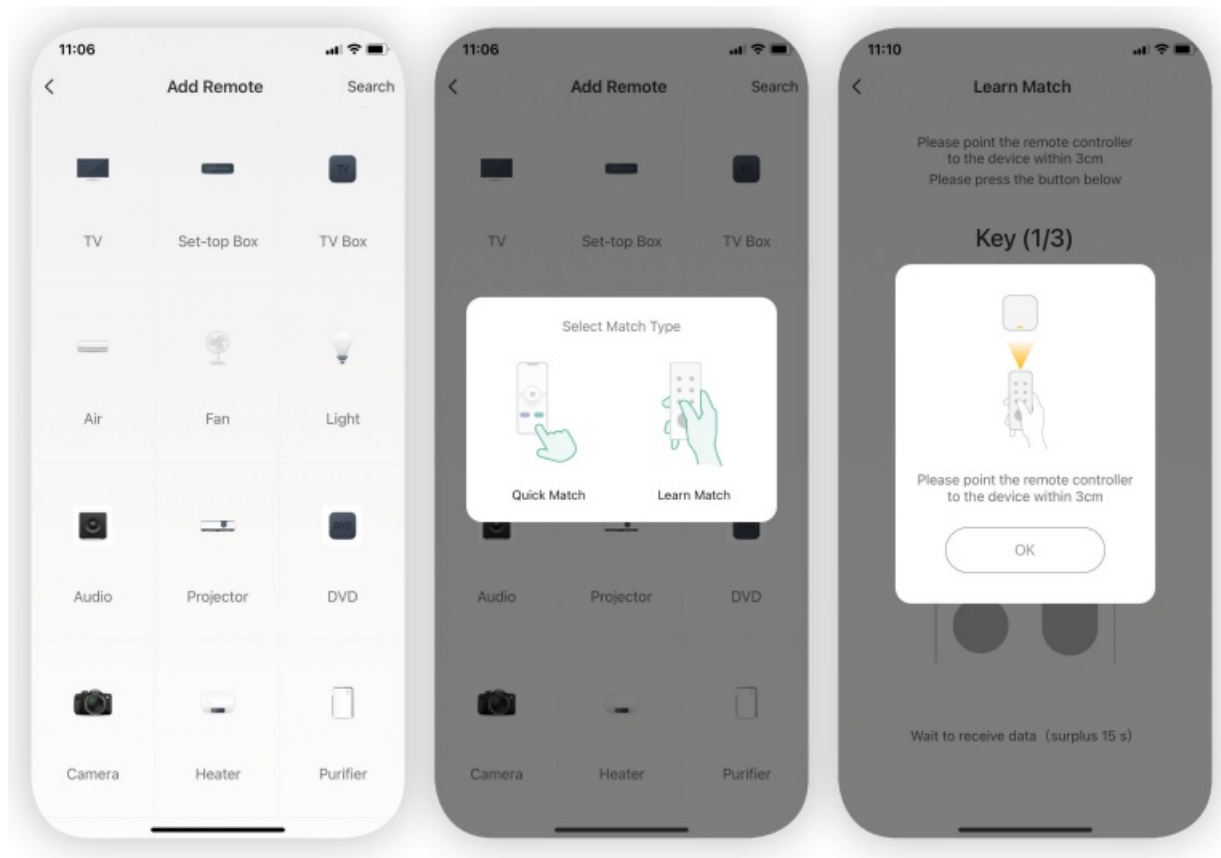 11:06
Add Remote Search
TV Set-top Box TV Box
Air Fan Light
Audio Projector DVD
Camera Heater Purifier
11:06
Add Remote Search
TV
TV Set-top Box TV Box
Select Match Type
Quick Match Learn Match
Audio Projector DVD
Camera Heater Purifier
11:10
Learn Match
Please point the remote controller
to the device within 3cm
Please press the button below
Key (1/3)
Please point the remote controller
to the device within 3cm
OK
Wait to receive data (surplus 15 s)